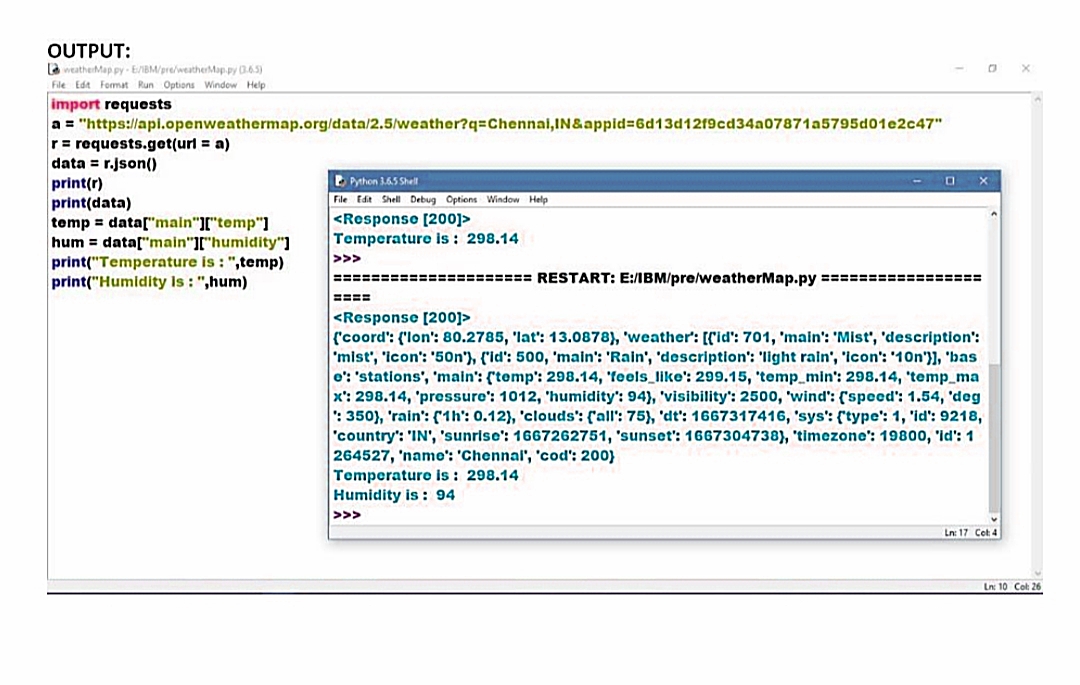 OUTPUT:
weatherMap.py - E:/IBM/pre/weatherMap.py (3.6.5)
File Edit Format Run Options Window Help
import requests
a = "https://api.openweathermap.org/data/2.5/weather?q=Chennai,IN&appid=6d13d12f9cd34a07871a5795d01e2c47"
r = requests.get(url = a)
data = r.json()
print(r)
print(data)
temp = data["main"]["temp"]
hum = data["main"]["humidity"]
print("Temperature is : ",temp)
print("Humidity is : ",hum)
Python 3.6.5 Shell
File Edit Shell Debug Options Window Help
<Response [200]>
Temperature is :  298.14
>>>
===================== RESTART: E:/IBM/pre/weatherMap.py =================
====
<Response [200]>
{'coord': {'lon': 80.2785, 'lat': 13.0878}, 'weather': [{'id': 701, 'main': 'Mist', 'description':
'mist', 'icon': '50n'}, {'id': 500, 'main': 'Rain', 'description': 'light rain', 'icon': '10n'}], 'bas
e': 'stations', 'main': {'temp': 298.14, 'feels_like': 299.15, 'temp_min': 298.14, 'temp_ma
x': 298.14, 'pressure': 1012, 'humidity': 94}, 'visibility': 2500, 'wind': {'speed': 1.54, 'deg
': 350}, 'rain': {'1h': 0.12}, 'clouds': {'all': 75}, 'dt': 1667317416, 'sys': {'type': 1, 'id': 9218,
'country': 'IN', 'sunrise': 1667262751, 'sunset': 1667304738}, 'timezone': 19800, 'id': 1
264527, 'name': 'Chennai', 'cod': 200}
Temperature is :  298.14
Humidity is :  94
>>>
Ln: 17 Col: 4
Ln: 10 Col: 26